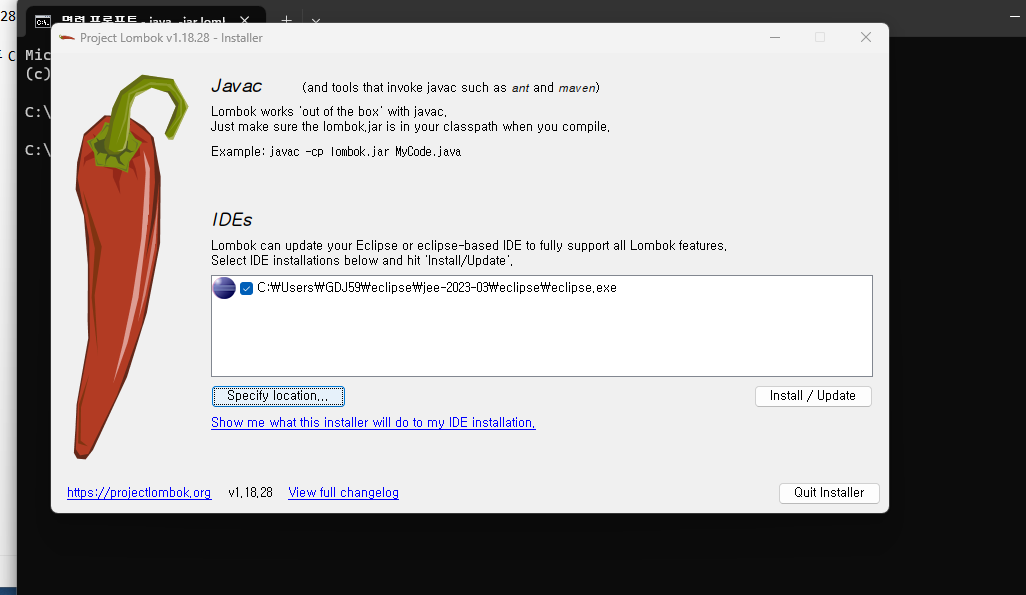 28
명령 프롬프트 - java -jar loml
Project Lombok v1.18.28 - Installer
Mic
(c)
C:\
C:\
Javac (and tools that invoke javac such as ant and maven)
Lombok works 'out of the box' with javac.
Just make sure the lombok.jar is in your classpath when you compile.
Example: javac -cp lombok.jar MyCode.java
IDEs
Lombok can update your Eclipse or eclipse-based IDE to fully support all Lombok features.
Select IDE installations below and hit 'Install/Update'.
C:₩Users₩GDJ59₩eclipse₩jee-2023-03₩eclipse₩eclipse.exe
Specify location...
Install / Update
Show me what this installer will do to my IDE installation.
https://projectlombok.org v1.18.28 View full changelog
Quit Installer